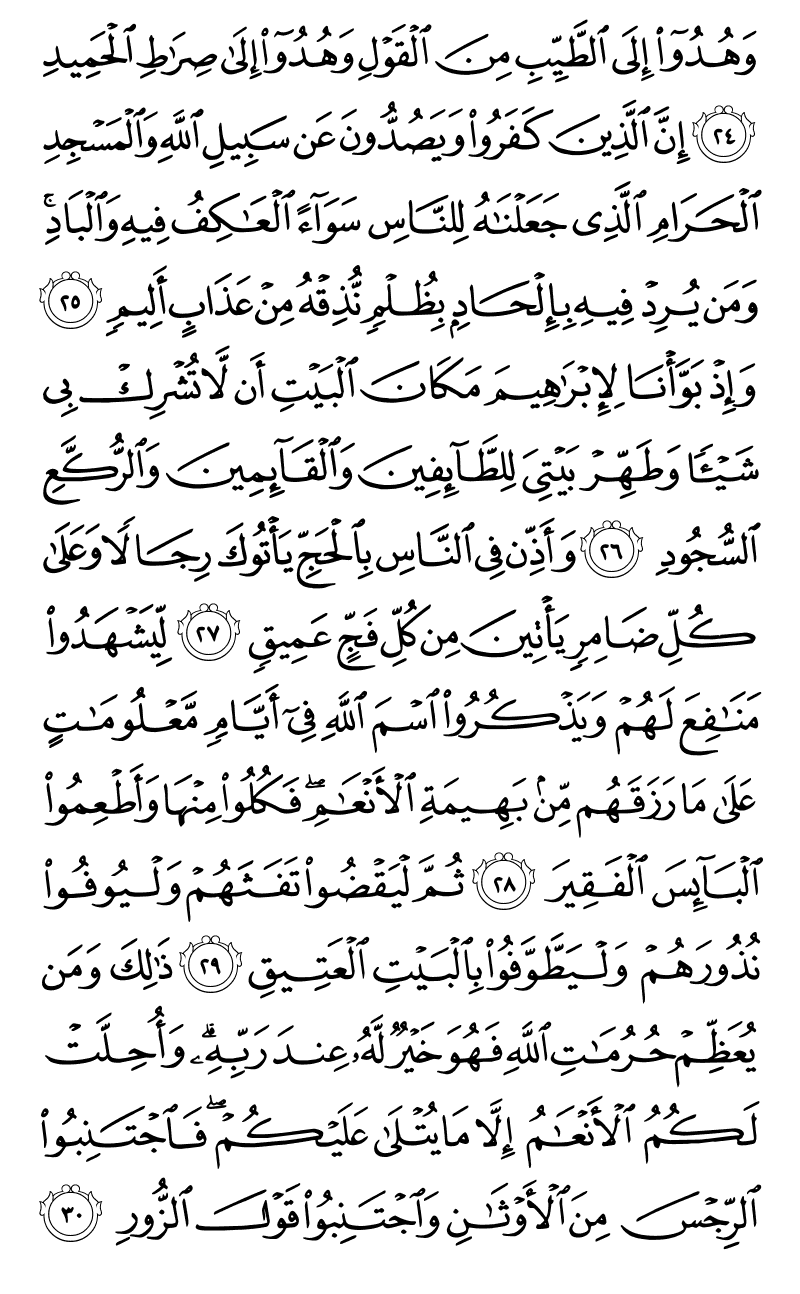 وَهُدُوٓا۟ إِلَى ٱلطَّيِّبِ مِنَ ٱلْقَوْلِ وَهُدُوٓا۟ إِلَىٰ صِرَٰطِ ٱلْحَمِيدِ
٢٤ إِنَّ ٱلَّذِينَ كَفَرُوا۟ وَيَصُدُّونَ عَن سَبِيلِ ٱللَّهِ وَٱلْمَسْجِدِ
ٱلْحَرَامِ ٱلَّذِى جَعَلْنَٰهُ لِلنَّاسِ سَوَآءً ٱلْعَٰكِفُ فِيهِ وَٱلْبَادِ ۚ
وَمَن يُرِدْ فِيهِ بِإِلْحَادٍۭ بِظُلْمٍ نُّذِقْهُ مِنْ عَذَابٍ أَلِيمٍ ٢٥
وَإِذْ بَوَّأْنَا لِإِبْرَٰهِيمَ مَكَانَ ٱلْبَيْتِ أَن لَّا تُشْرِكْ بِى
شَيْـًٔا وَطَهِّرْ بَيْتِىَ لِلطَّآئِفِينَ وَٱلْقَآئِمِينَ وَٱلرُّكَّعِ
ٱلسُّجُودِ ٢٦ وَأَذِّن فِى ٱلنَّاسِ بِٱلْحَجِّ يَأْتُوكَ رِجَالًا وَعَلَىٰ
كُلِّ ضَامِرٍ يَأْتِينَ مِن كُلِّ فَجٍّ عَمِيقٍ ٢٧ لِّيَشْهَدُوا۟
مَنَٰفِعَ لَهُمْ وَيَذْكُرُوا۟ ٱسْمَ ٱللَّهِ فِىٓ أَيَّامٍ مَّعْلُومَٰتٍ
عَلَىٰ مَا رَزَقَهُم مِّنۢ بَهِيمَةِ ٱلْأَنْعَٰمِ ۖ فَكُلُوا۟ مِنْهَا وَأَطْعِمُوا۟
ٱلْبَآئِسَ ٱلْفَقِيرَ ٢٨ ثُمَّ لْيَقْضُوا۟ تَفَثَهُمْ وَلْيُوفُوا۟
نُذُورَهُمْ وَلْيَطَّوَّفُوا۟ بِٱلْبَيْتِ ٱلْعَتِيقِ ٢٩ ذَٰلِكَ وَمَن
يُعَظِّمْ حُرُمَٰتِ ٱللَّهِ فَهُوَ خَيْرٌ لَّهُۥ عِندَ رَبِّهِۦ ۗ وَأُحِلَّتْ
لَكُمُ ٱلْأَنْعَٰمُ إِلَّا مَا يُتْلَىٰ عَلَيْكُمْ ۖ فَٱجْتَنِبُوا۟
ٱلرِّجْسَ مِنَ ٱلْأَوْثَٰنِ وَٱجْتَنِبُوا۟ قَوْلَ ٱلزُّورِ ٣٠